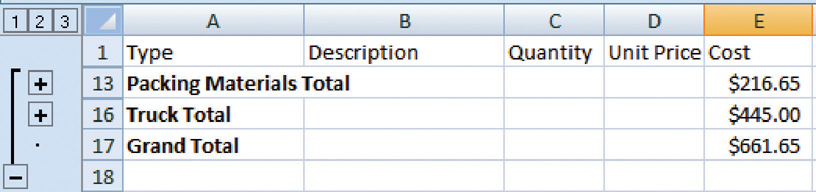 1 2 3 A B C D E
1 Type Description Quantity Unit Price Cost
13 Packing Materials Total $216.65
16 Truck Total $445.00
17 Grand Total $661.65
18